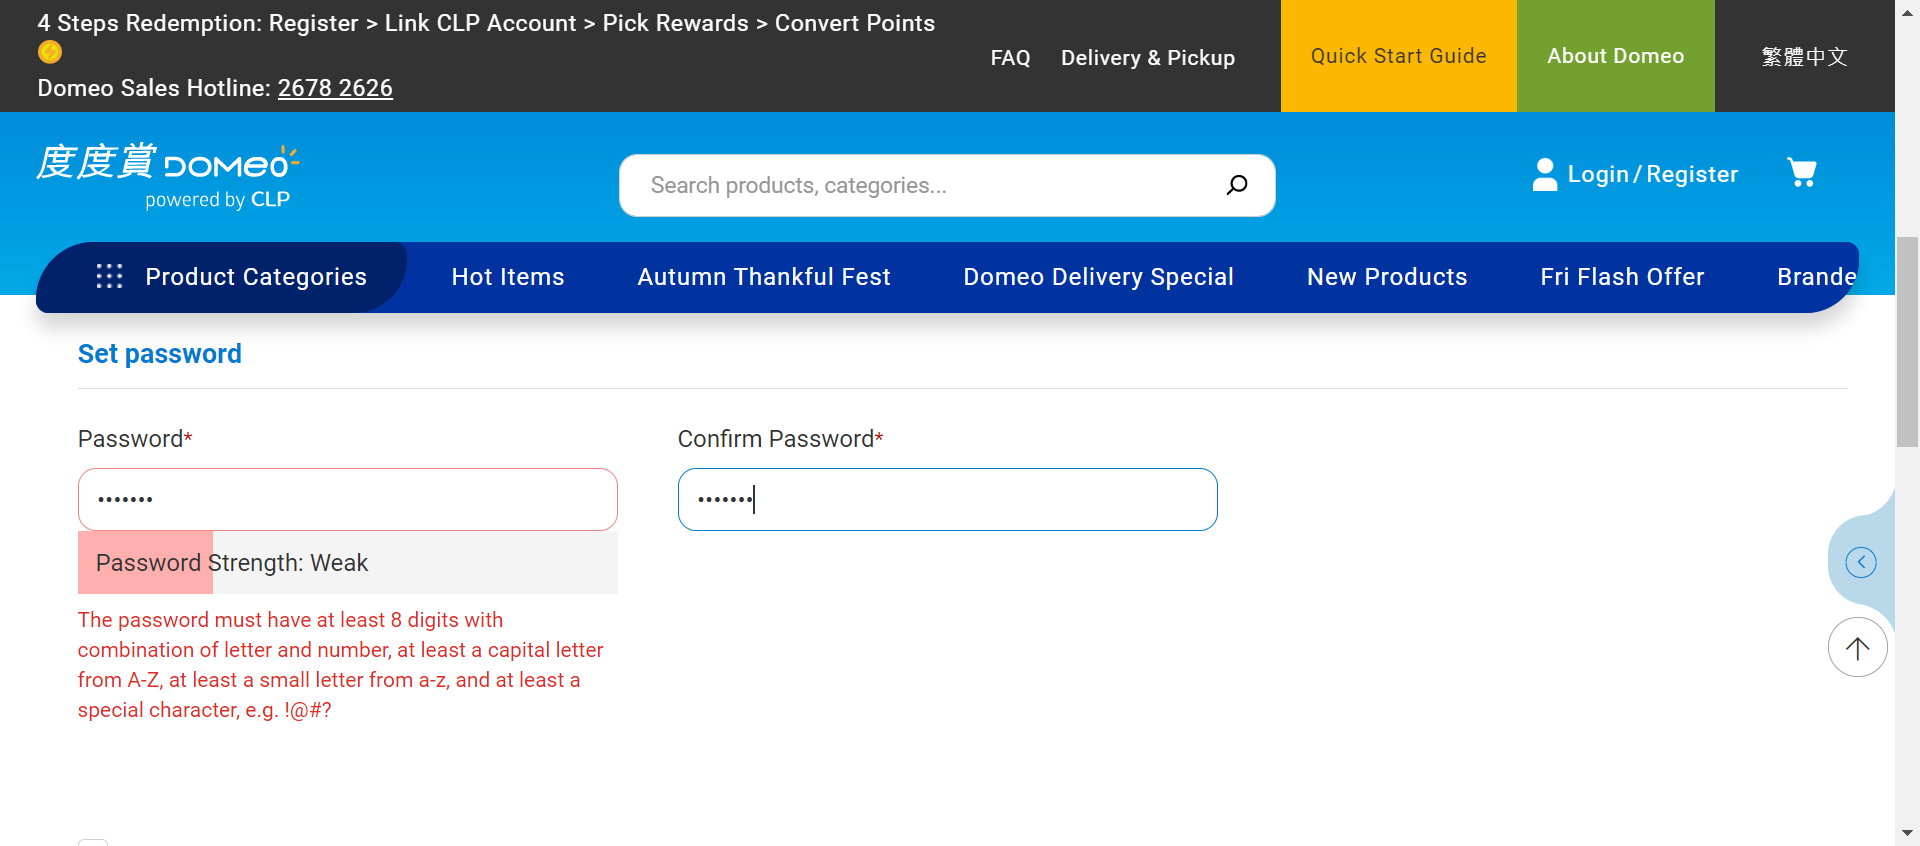 4 Steps Redemption: Register > Link CLP Account > Pick Rewards > Convert Points
Domeo Sales Hotline: 2678 2626
FAQ
Delivery & Pickup
Quick Start Guide
About Domeo
繁體中文
度度賞 DOMEO
powered by CLP
Search products, categories...
Login / Register
Product Categories
Hot Items
Autumn Thankful Fest
Domeo Delivery Special
New Products
Fri Flash Offer
Brande
Set password
Password*
Confirm Password*
•••••••
•••••••
Password Strength: Weak
The password must have at least 8 digits with
combination of letter and number, at least a capital letter
from A-Z, at least a small letter from a-z, and at least a
special character, e.g. !@#?